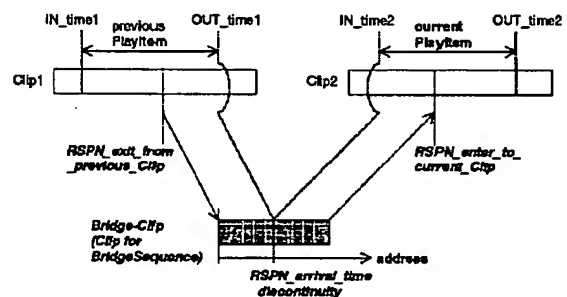 previous
PlayItem
IN_time1
OUT_time1
current
PlayItem
IN_time2
OUT_time2
Clip1
Clip2
RSPN_exit_from
_previous_Clip
RSPN_enter_to_
current_Clip
Bridge-Clip
(Clip for
BridgeSequence)
address
RSPN_arrival_time
discontinuity